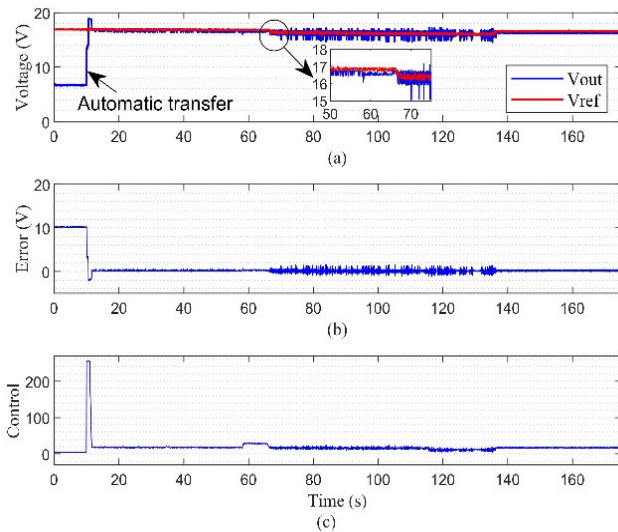 20
18
17
16
15
50 60 70
10
0
Voltage (V)
Automatic transfer
Vout
Vref
0 20 40 60 80 100 120 140 160
(a)
20
10
0
Error (V)
0 20 40 60 80 100 120 140 160
(b)
200
100
0
Control
0 20 40 60 80 100 120 140 160
Time (s)
(c)